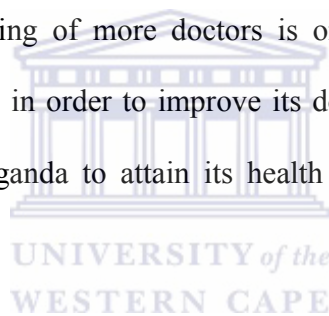 ing of more doctors is o
in order to improve its d
ganda to attain its health
UNIVERSITY of the
WESTERN CAPE